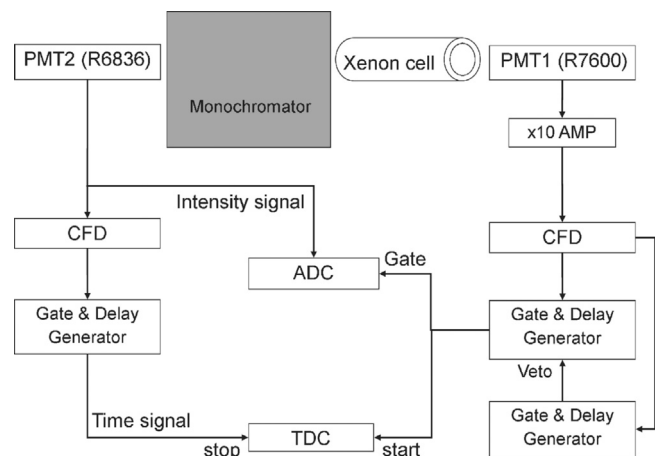 PMT2 (R6836)
Monochromator
Xenon cell
PMT1 (R7600)
x10 AMP
Intensity signal
CFD
CFD
ADC
Gate
Gate & Delay
Generator
Gate & Delay
Generator
Veto
Time signal
stop
TDC
start
Gate & Delay
Generator